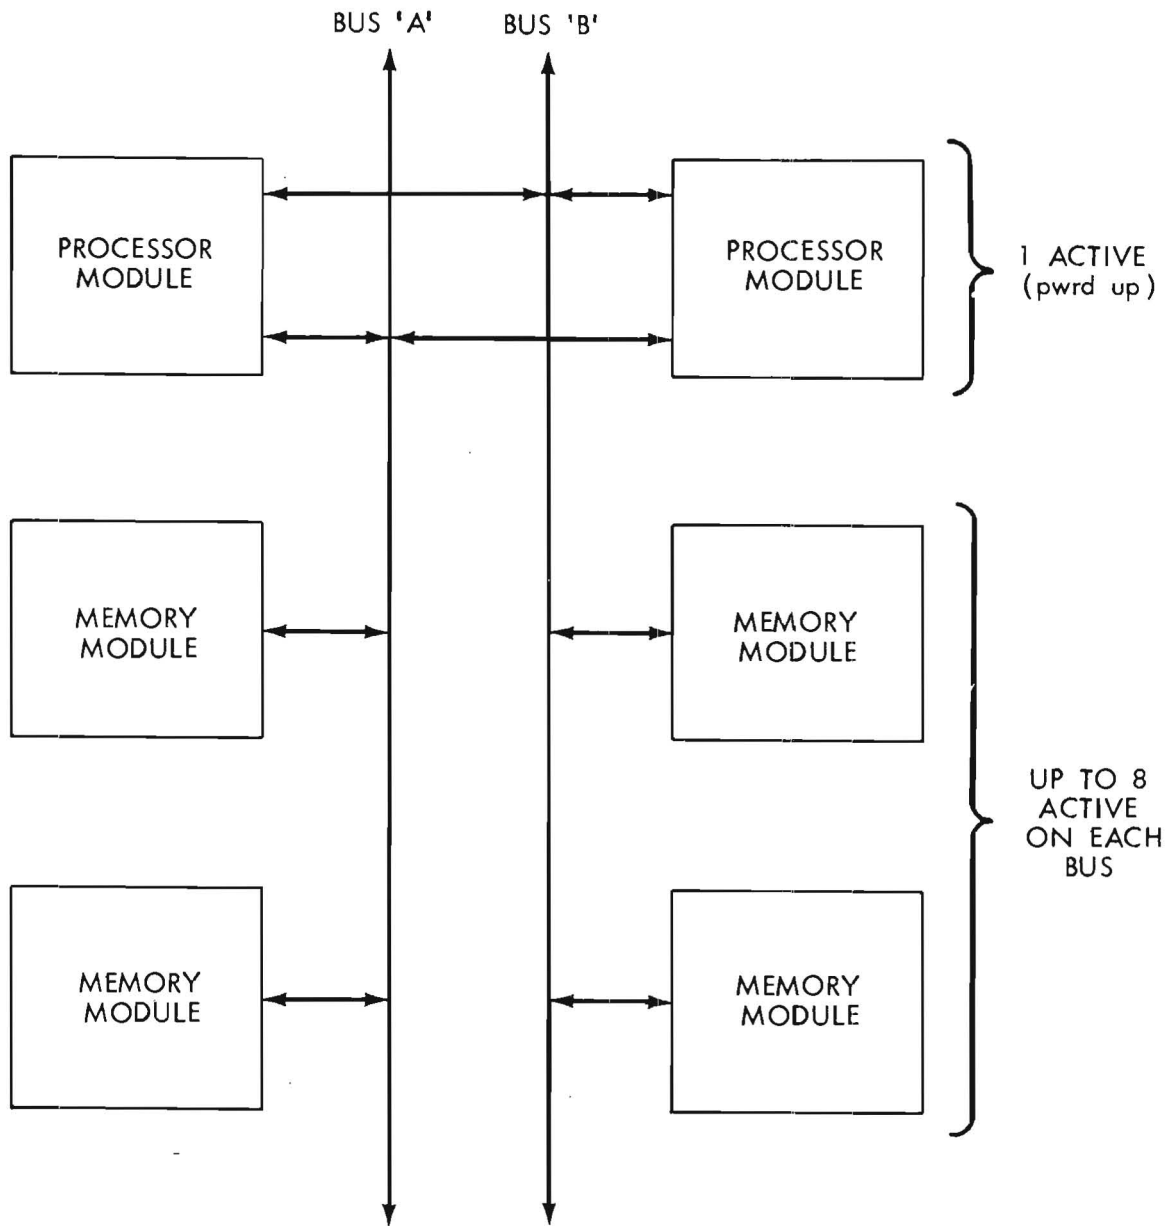 BUS 'A'
BUS 'B'
PROCESSOR
MODULE
PROCESSOR
MODULE
1 ACTIVE
(pwrd up)
MEMORY
MODULE
MEMORY
MODULE
UP TO 8
ACTIVE
ON EACH
BUS
MEMORY
MODULE
MEMORY
MODULE